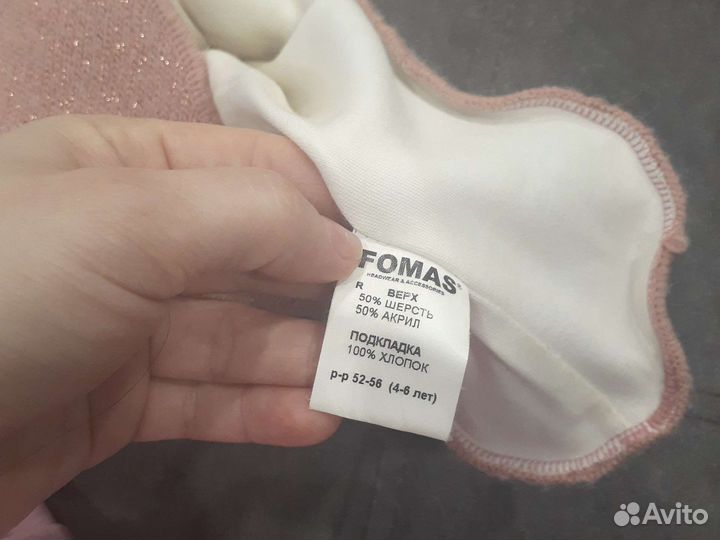 FOMAS®
HEADWEAR & ACCESSORIES
R ВЕРХ
50% ШЕРСТЬ
50% АКРИЛ
ПОДКЛАДКА
100% ХЛОПОК
р-р 52-56 (4-6 лет)
Avito